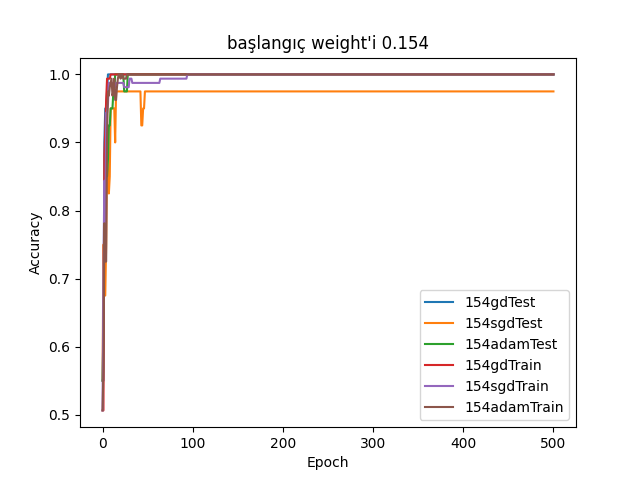 başlangıç weight'i 0.154
1.0
0.9
0.8
0.7
0.6
0.5
Accuracy
0 100 200 300 400 500
Epoch
154gdTest
154sgdTest
154adamTest
154gdTrain
154sgdTrain
154adamTrain